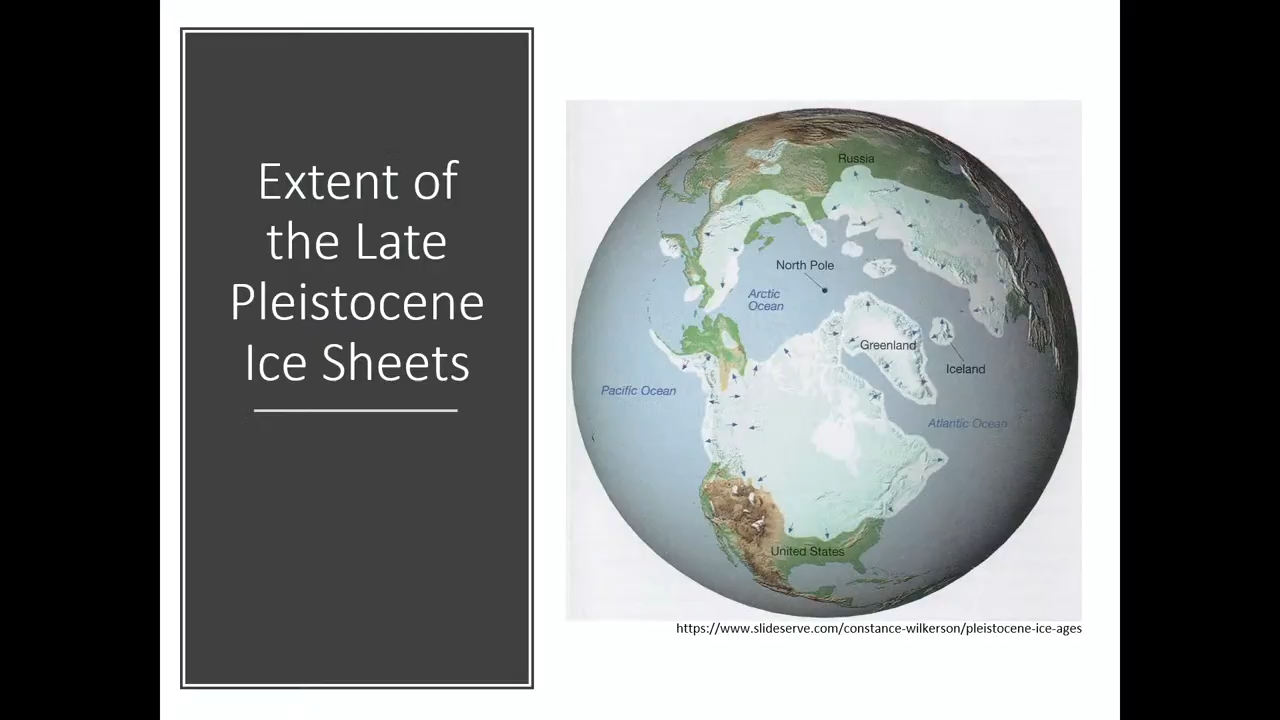 Extent of
the Late
Pleistocene
Ice Sheets
Russia
North Pole
Arctic
Ocean
Greenland
Iceland
Pacific Ocean
Atlantic Ocean
United States
https://www.slideserve.com/constance-wilkerson/pleistocene-ice-ages